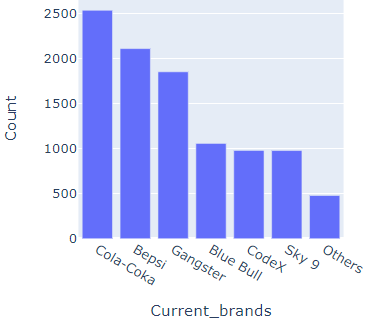 2500
2000
1500
1000
500
0
Count
Cola-Coka
Bepsi
Gangster
Blue Bull
CodeX
Sky 9
Others
Current_brands